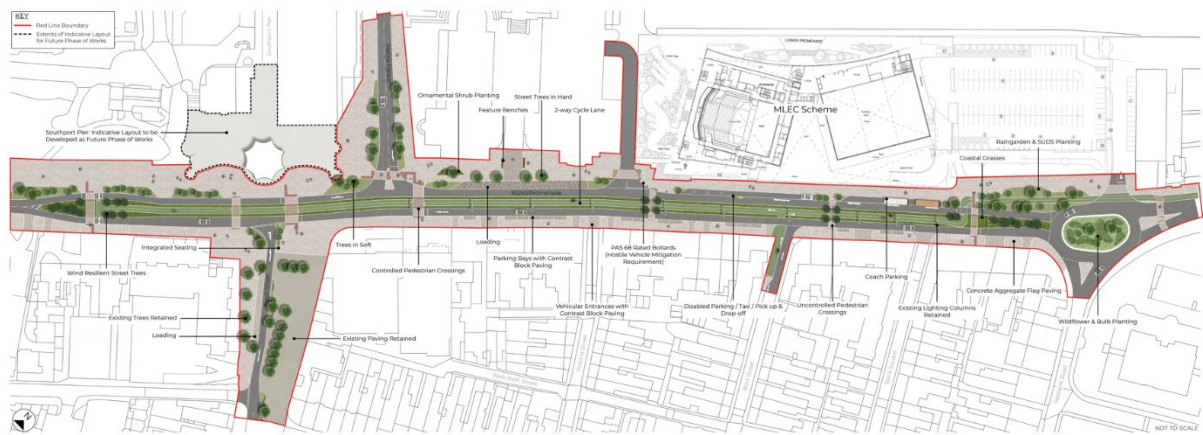 KEY
Red Line Boundary
Extents of Indicative Layout
for Future Phase of Works
Southport Pier
LOWER PROMENADE
MLEC Scheme
Ornamental Shrub Planting
Street Trees in Hard
Feature Benches
2-way Cycle Lane
Southport Pier: Indicative Layout to be
Developed as Future Phase of Works
Raingarden & SUDS Planting
Coastal Grasses
B5245/Promenade
Integrated Seating
Trees in Soft
Loading
Parking Bays with Contrast
Block Paving
PAS 68 Rated Bollards
(Hostile Vehicle Mitigation
Requirement)
Coach Parking
Wind Resilient Street Trees
Controlled Pedestrian Crossings
Concrete Aggregate Flag Paving
Vehicular Entrances with
Contrast Block Paving
Disabled Parking / Taxi / Pick up &
Drop-off
Uncontrolled Pedestrian
Crossings
Existing Lighting Columns
Retained
Wildflower & Bulb Planting
Existing Trees Retained
Loading
Existing Paving Retained
Back Bath Street
N
NOT TO SCALE